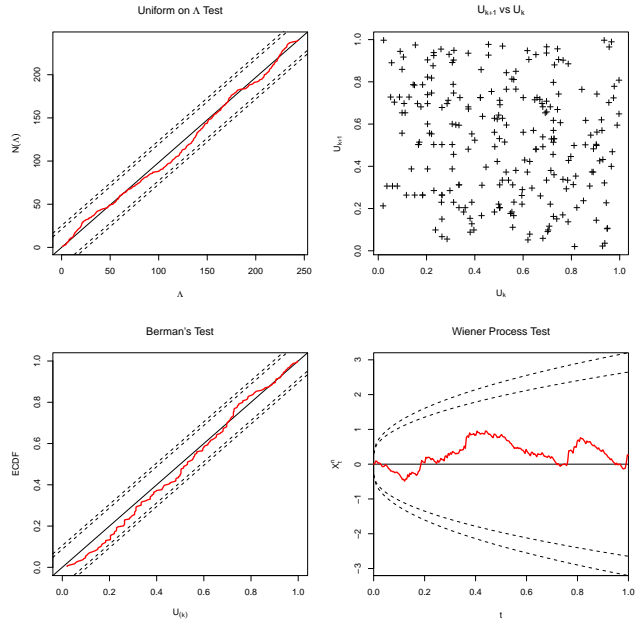 Uniform on Λ Test
N(Λ)
0 50 100 150 200
0 50 100 150 200 250
Λ
U_{k+1} vs U_k
U_{k+1}
0.0 0.2 0.4 0.6 0.8 1.0
0.0 0.2 0.4 0.6 0.8 1.0
U_k
Berman's Test
ECDF
0.0 0.2 0.4 0.6 0.8 1.0
0.0 0.2 0.4 0.6 0.8 1.0
U_{(k)}
Wiener Process Test
X_t^n
-3 -2 -1 0 1 2 3
0.0 0.2 0.4 0.6 0.8 1.0
t